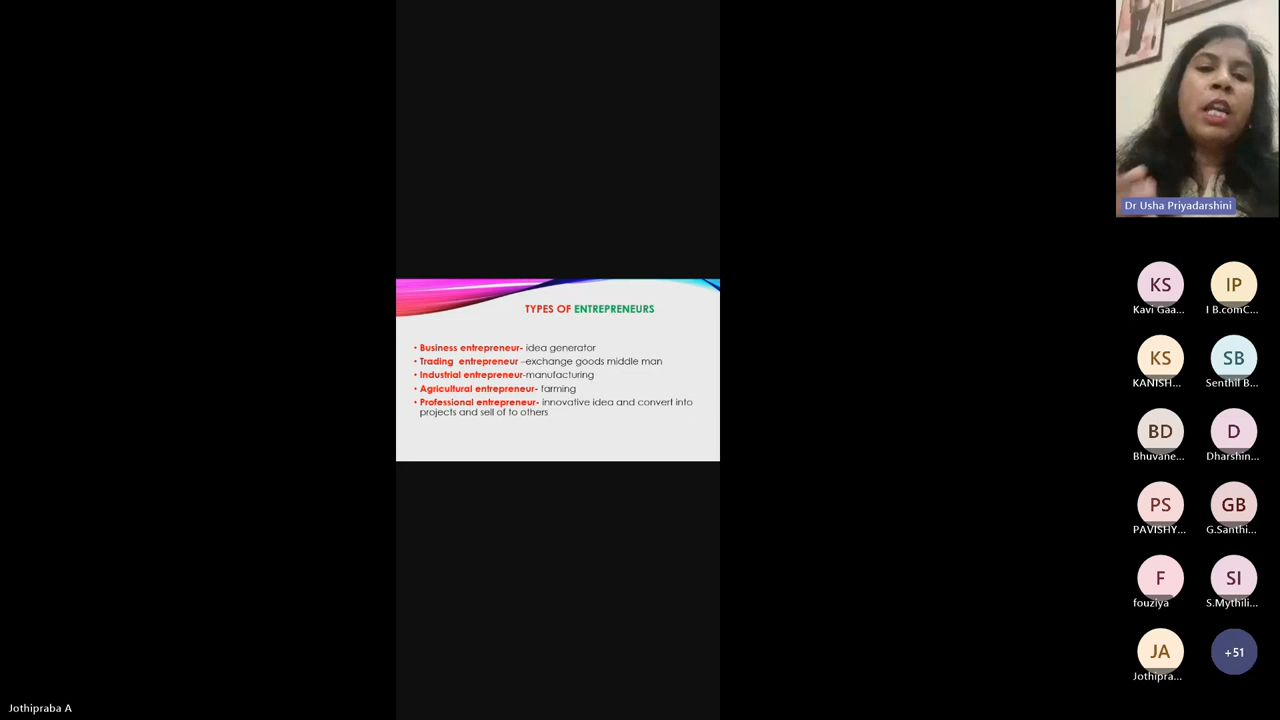 Dr Usha Priyadarshini
TYPES OF ENTREPRENEURS
• Business entrepreneur- idea generator
• Trading entrepreneur –exchange goods middle man
• Industrial entrepreneur-manufacturing
• Agricultural entrepreneur- farming
• Professional entrepreneur- innovative idea and convert into
projects and sell of to others
KS
IP
Kavi Gaa...
I B.comC...
KS
SB
KANISH...
Senthil B...
BD
D
Bhuvane...
Dharshin...
PS
GB
PAVISHY...
G.Santhi...
F
SI
fouziya
S.Mythili...
JA
+51
Jothipra...
Jothipraba A